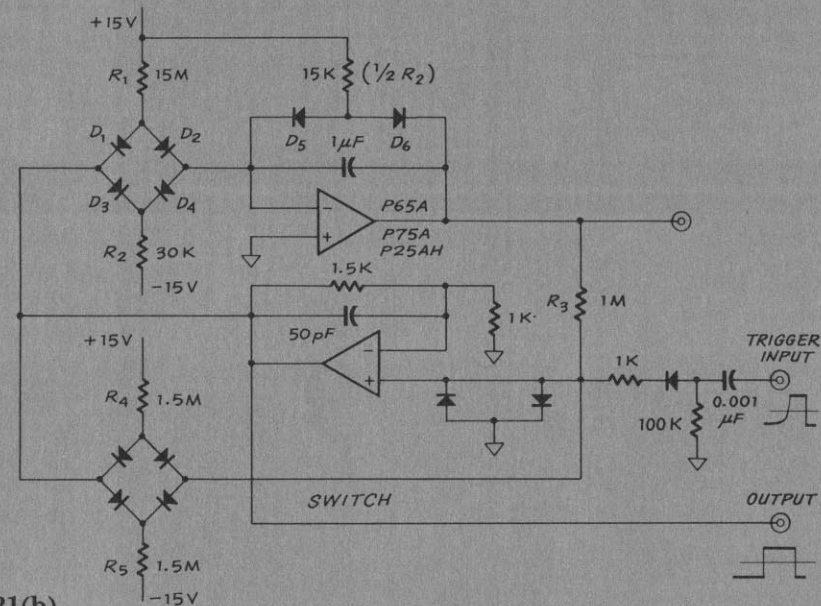 +15V
R1 15M
15K (½ R2)
D1 D2
D5 1µF D6
D3 D4
- P65A
+ P75A
P25AH
R2 30K
-15V
1.5K
R3 1M
1K
50pF
+15V
-
+
1K
TRIGGER
INPUT
0.001
µF
100K
R4 1.5M
SWITCH
OUTPUT
R5 1.5M
-15V
21(b)